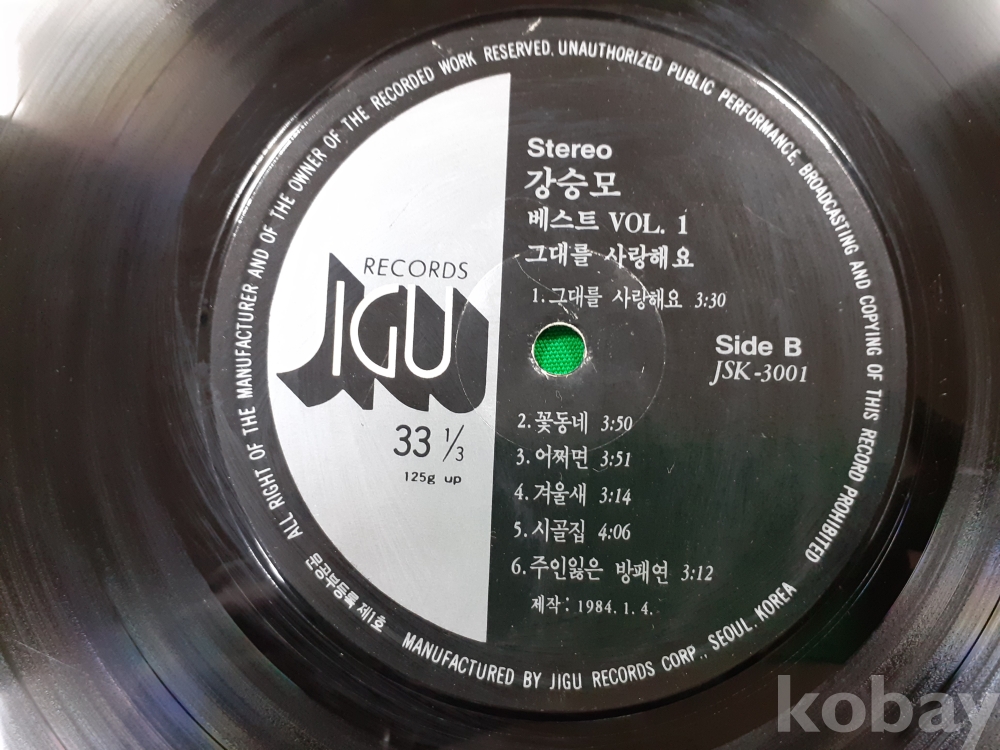 ALL RIGHT OF THE MANUFACTURER AND OF THE OWNER OF THE RECORDED WORK RESERVED. UNAUTHORIZED PUBLIC PERFORMANCE, BROADCASTING AND COPYING OF THIS RECORD PROHIBITED
Stereo
강승모
베스트 VOL. 1
그대를 사랑해요
1. 그대를 사랑해요 3:30
RECORDS
JIGU
33 1/3
125g up
Side B
JSK-3001
2. 꽃동네 3:50
3. 어쩌면 3:51
4. 겨울새 3:14
5. 시골집 4:06
6. 주인잃은 방패연 3:12
제작: 1984. 1. 4.
문공부등록 제1호
MANUFACTURED BY JIGU RECORDS CORP., SEOUL, KOREA
kobay